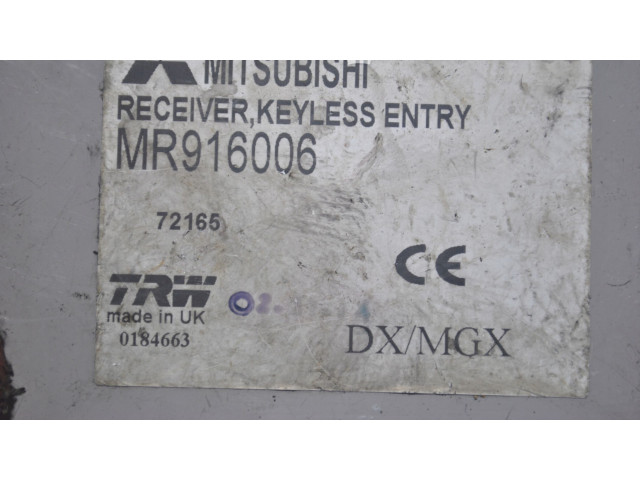 MITSUBISHI
RECEIVER,KEYLESS ENTRY
MR916006
72165
CE
TRW
made in UK
0184663
DX/MGX